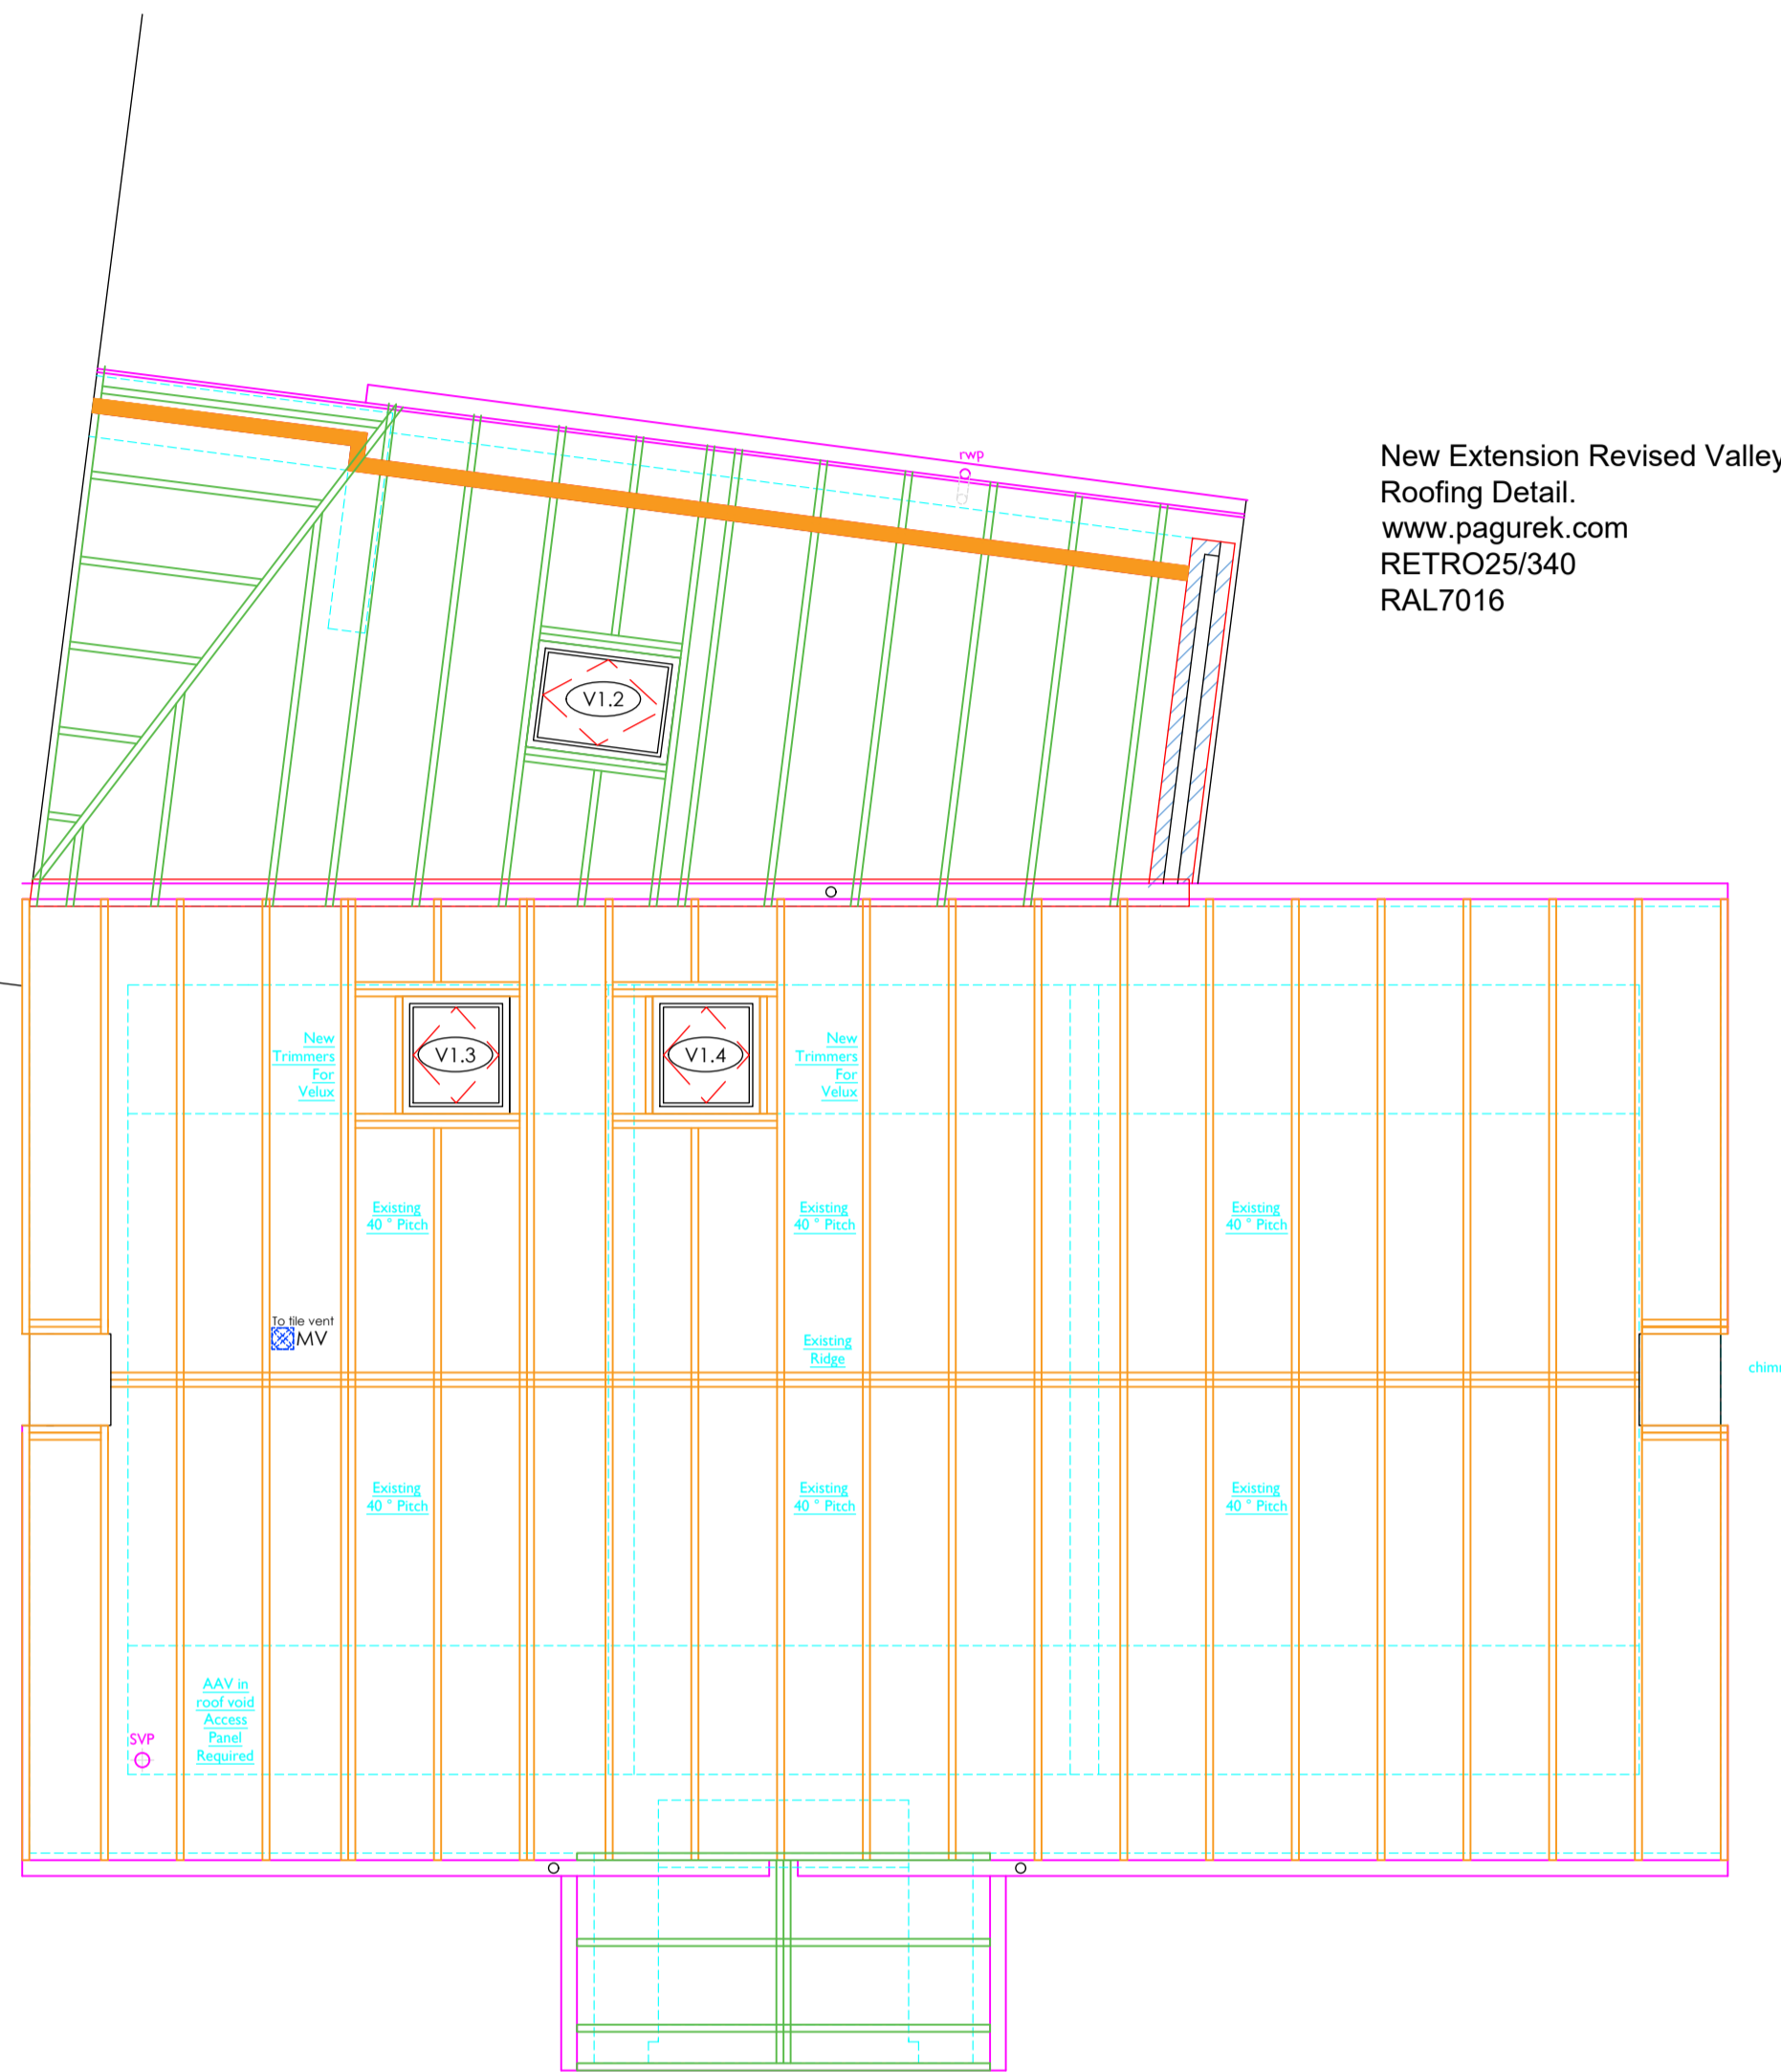 rwp
New Extension Revised Valley
Roofing Detail.
www.pagurek.com
RETRO25/340
RAL7016
V1.2
New
Trimmers
For
Velux
V1.3
V1.4
New
Trimmers
For
Velux
Existing
40 ° Pitch
Existing
40 ° Pitch
Existing
40 ° Pitch
To tile vent
MV
Existing
Ridge
Existing
40 ° Pitch
Existing
40 ° Pitch
Existing
40 ° Pitch
AAV in
roof void
Access
Panel
Required
SVP